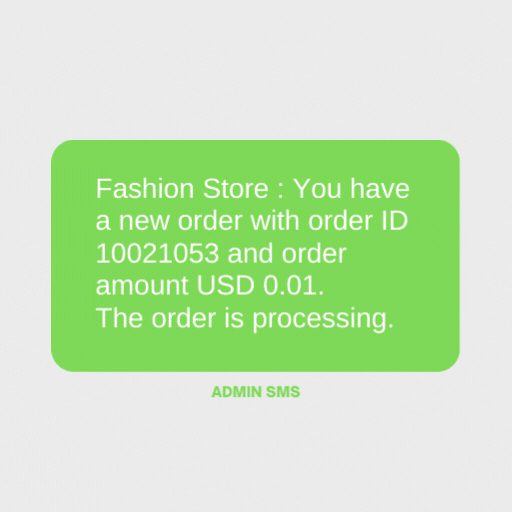 Fashion Store : You have
a new order with order ID
10021053 and order
amount USD 0.01.
The order is processing.
ADMIN SMS